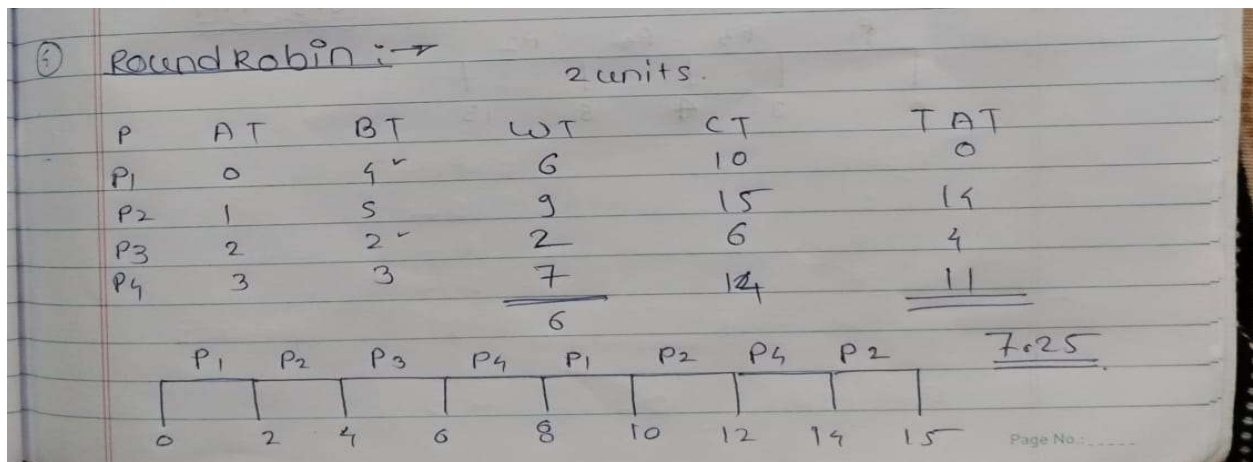 5 Round Robin :→
2 units.
P AT BT WT CT TAT
P1 0 4 6 10 0
P2 1 5 9 15 14
P3 2 2 2 6 4
P4 3 3 7 14 11
6
7.25
P1 P2 P3 P4 P1 P2 P4 P2
0 2 4 6 8 10 12 14 15
Page No.: